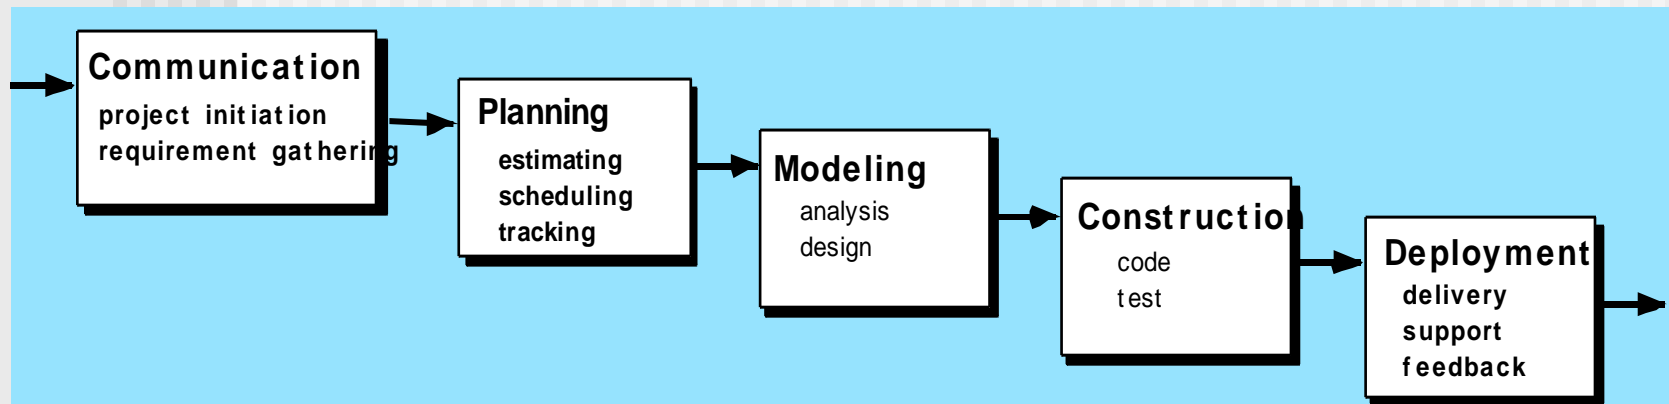 Communication
project initiation
requirement gathering
Planning
estimating
scheduling
tracking
Modeling
analysis
design
Construction
code
test
Deployment
delivery
support
feedback